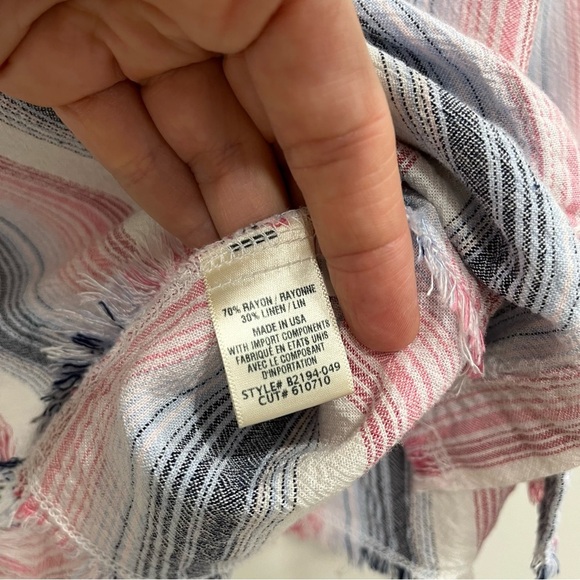 70% RAYON / RAYONNE
30% LINEN / LIN
MADE IN USA
WITH IMPORT COMPONENTS
FABRIQUÉ EN ETATS UNIS
AVEC LE COMPOSANT
D'INPORTATION
STYLE# B2194-049
CUT# 610710